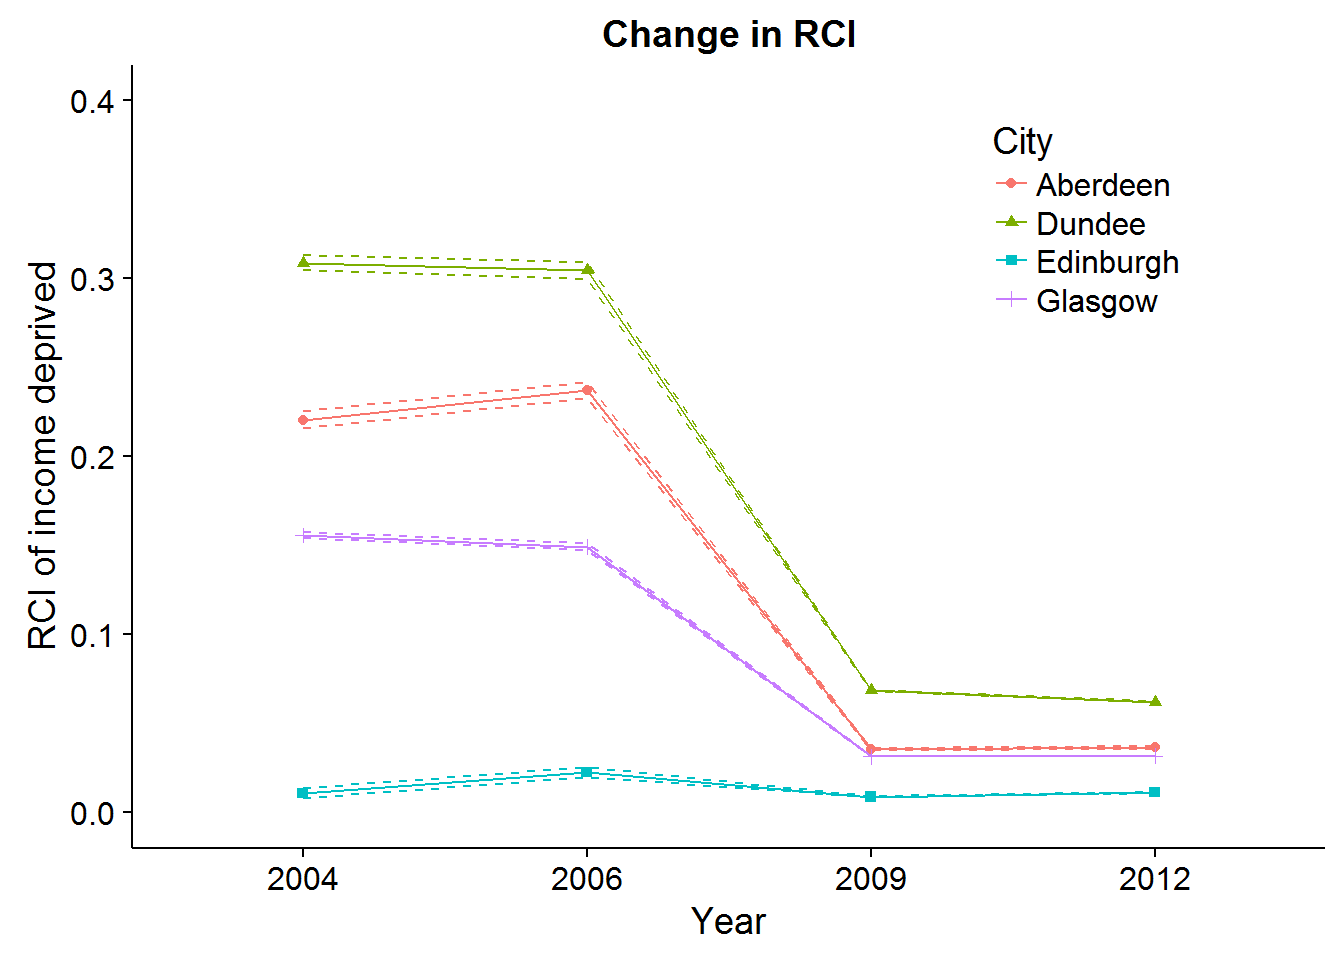 Change in RCI
RCI of income deprived
0.4
0.3
0.2
0.1
0.0
City
Aberdeen
Dundee
Edinburgh
Glasgow
2004 2006 2009 2012
Year